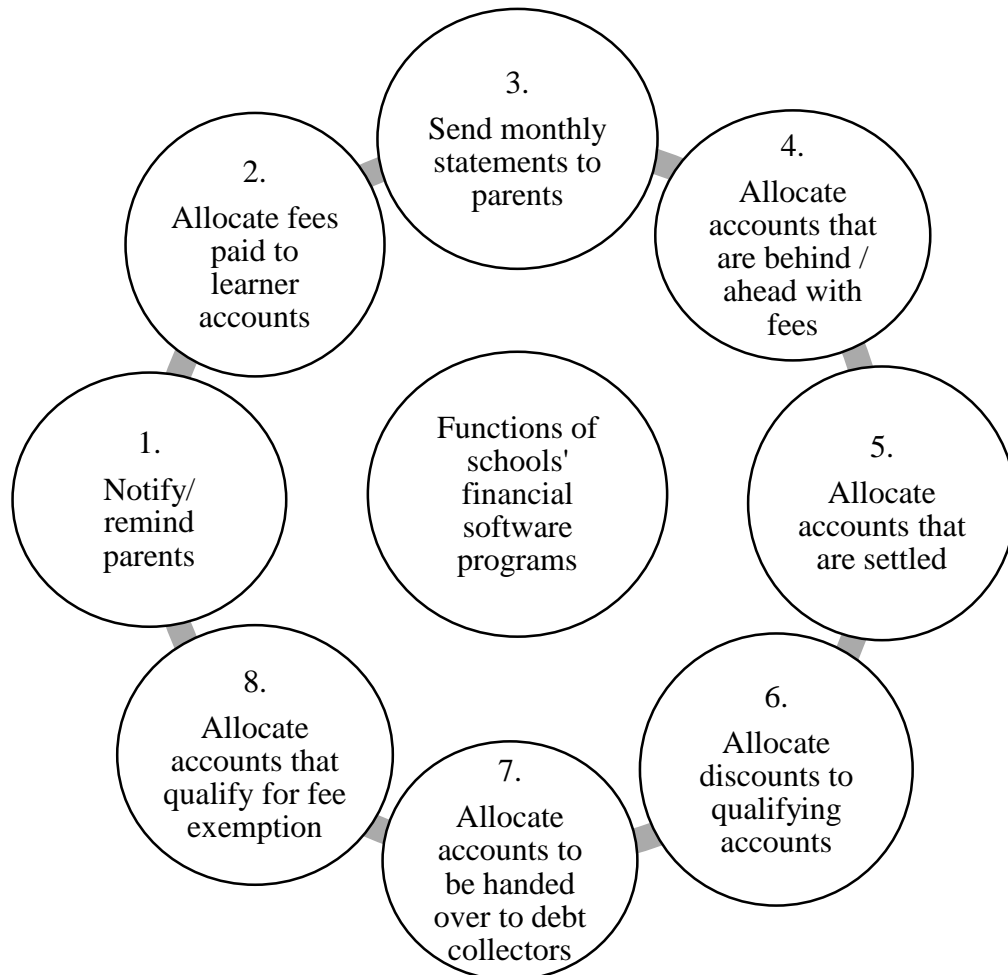 1.
Notify/
remind
parents
2.
Allocate fees
paid to
learner
accounts
3.
Send monthly
statements to
parents
4.
Allocate
accounts that
are behind /
ahead with
fees
5.
Allocate
accounts that
are settled
6.
Allocate
discounts to
qualifying
accounts
7.
Allocate
accounts to
be handed
over to debt
collectors
8.
Allocate
accounts that
qualify for fee
exemption
Functions of
schools'
financial
software
programs